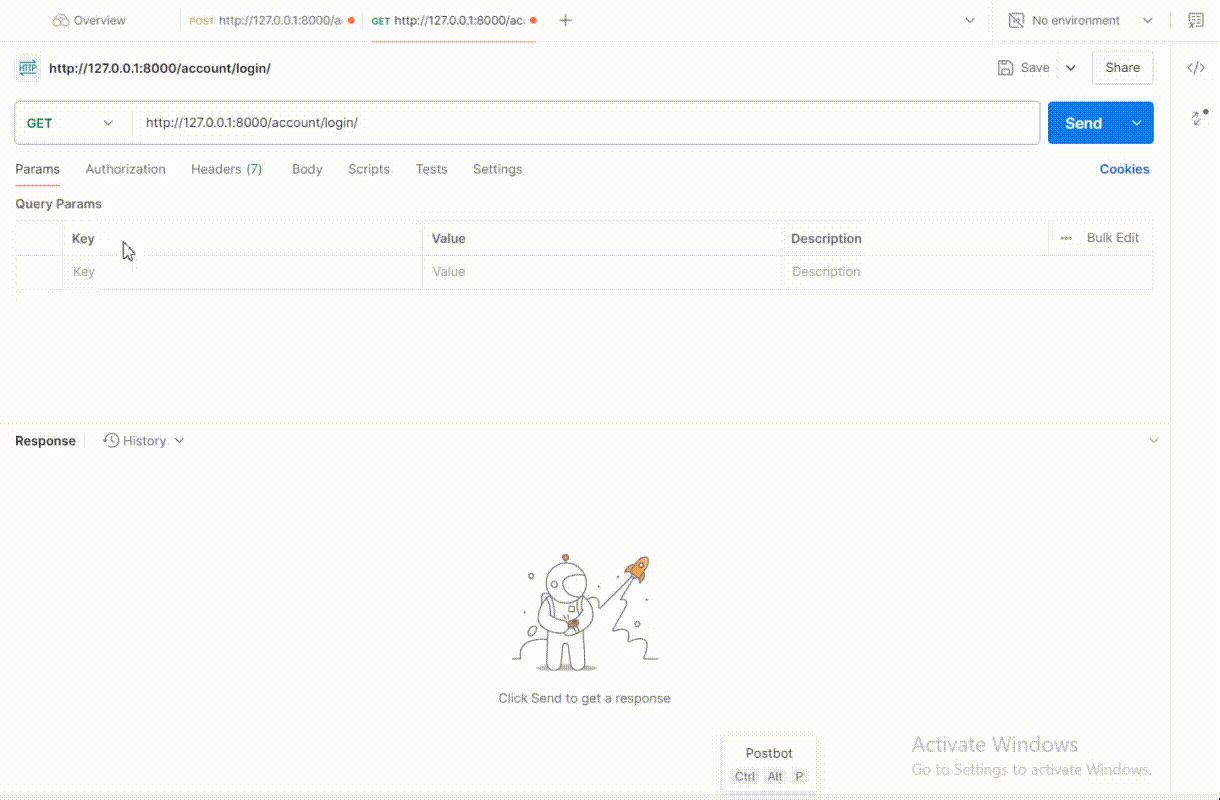 Overview POST http://127.0.0.1:8000/a GET http://127.0.0.1:8000/ac No environment
HTTP http://127.0.0.1:8000/account/login/ Save Share
GET http://127.0.0.1:8000/account/login/ Send
Params Authorization Headers (7) Body Scripts Tests Settings Cookies
Query Params
Key Value Description Bulk Edit
Key Value Description
Response History
Click Send to get a response
Postbot
Ctrl Alt P
Activate Windows
Go to Settings to activate Windows.